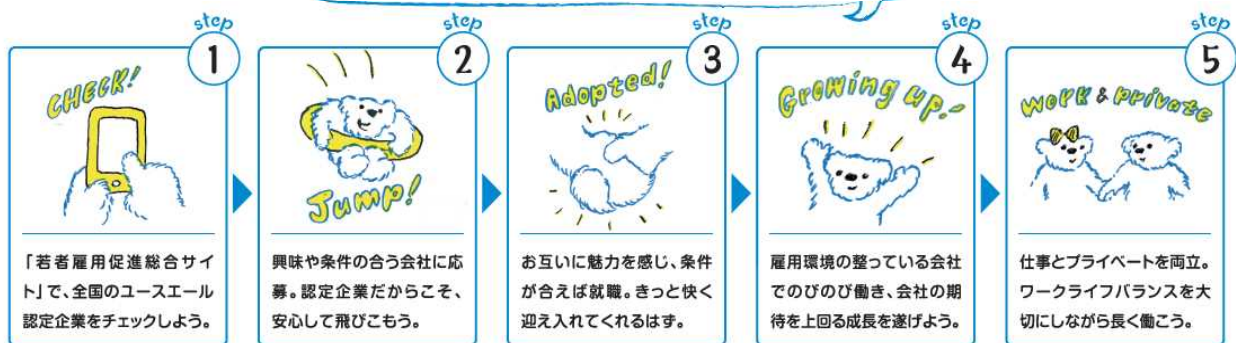 step
1
CHECK!
「若者雇用促進総合サイ
ト」で、全国のユースエール
認定企業をチェックしよう。
step
2
Jump!
興味や条件の合う会社に応
募。認定企業だからこそ、
安心して飛びこもう。
step
3
Adopted!
お互いに魅力を感じ、条件
が合えば就職。きっと快く
迎え入れてくれるはず。
step
4
Growing up!
雇用環境の整っている会社
でのびのび働き、会社の期
待を上回る成長を遂げよう。
step
5
Work & private
仕事とプライベートを両立。
ワークライフバランスを大
切にしながら長く働こう。